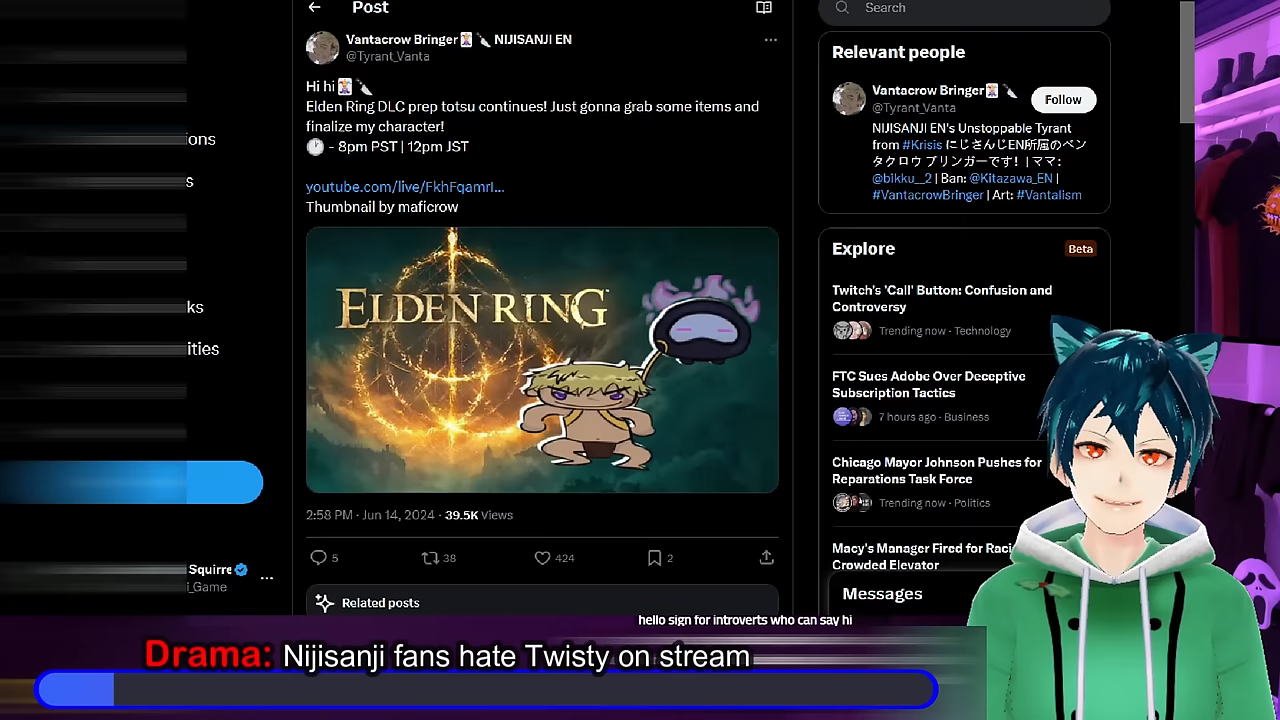 Post
Search
Vantacrow Bringer🃏🔪 NIJISANJI EN
@Tyrant_Vanta
Hi hi🃏🔪
Elden Ring DLC prep totsu continues! Just gonna grab some items and
finalize my character!
🕐 - 8pm PST | 12pm JST
youtube.com/live/FkhFqamrI…
Thumbnail by maficrow
ELDEN RING
2:58 PM · Jun 14, 2024 · 39.5K Views
5
38
424
2
Related posts
ions
s
ks
ities
Squirre
i_Game
Relevant people
Vantacrow Bringer🃏🔪
@Tyrant_Vanta
Follow
NIJISANJI EN's Unstoppable Tyrant
from #Krisis にじさんじEN所属のベン
タクロウ ブリンガーです！ | ママ:
@bikku__2 | Ban: @Kitazawa_EN |
#VantacrowBringer | Art: #Vantalism
Explore
Beta
Twitch's 'Call' Button: Confusion and
Controversy
Trending now · Technology
FTC Sues Adobe Over Deceptive
Subscription Tactics
7 hours ago · Business
Chicago Mayor Johnson Pushes for
Reparations Task Force
Trending now · Politics
Macy's Manager Fired for Raci
Crowded Elevator
Messages
hello sign for introverts who can say hi
Drama: Nijisanji fans hate Twisty on stream